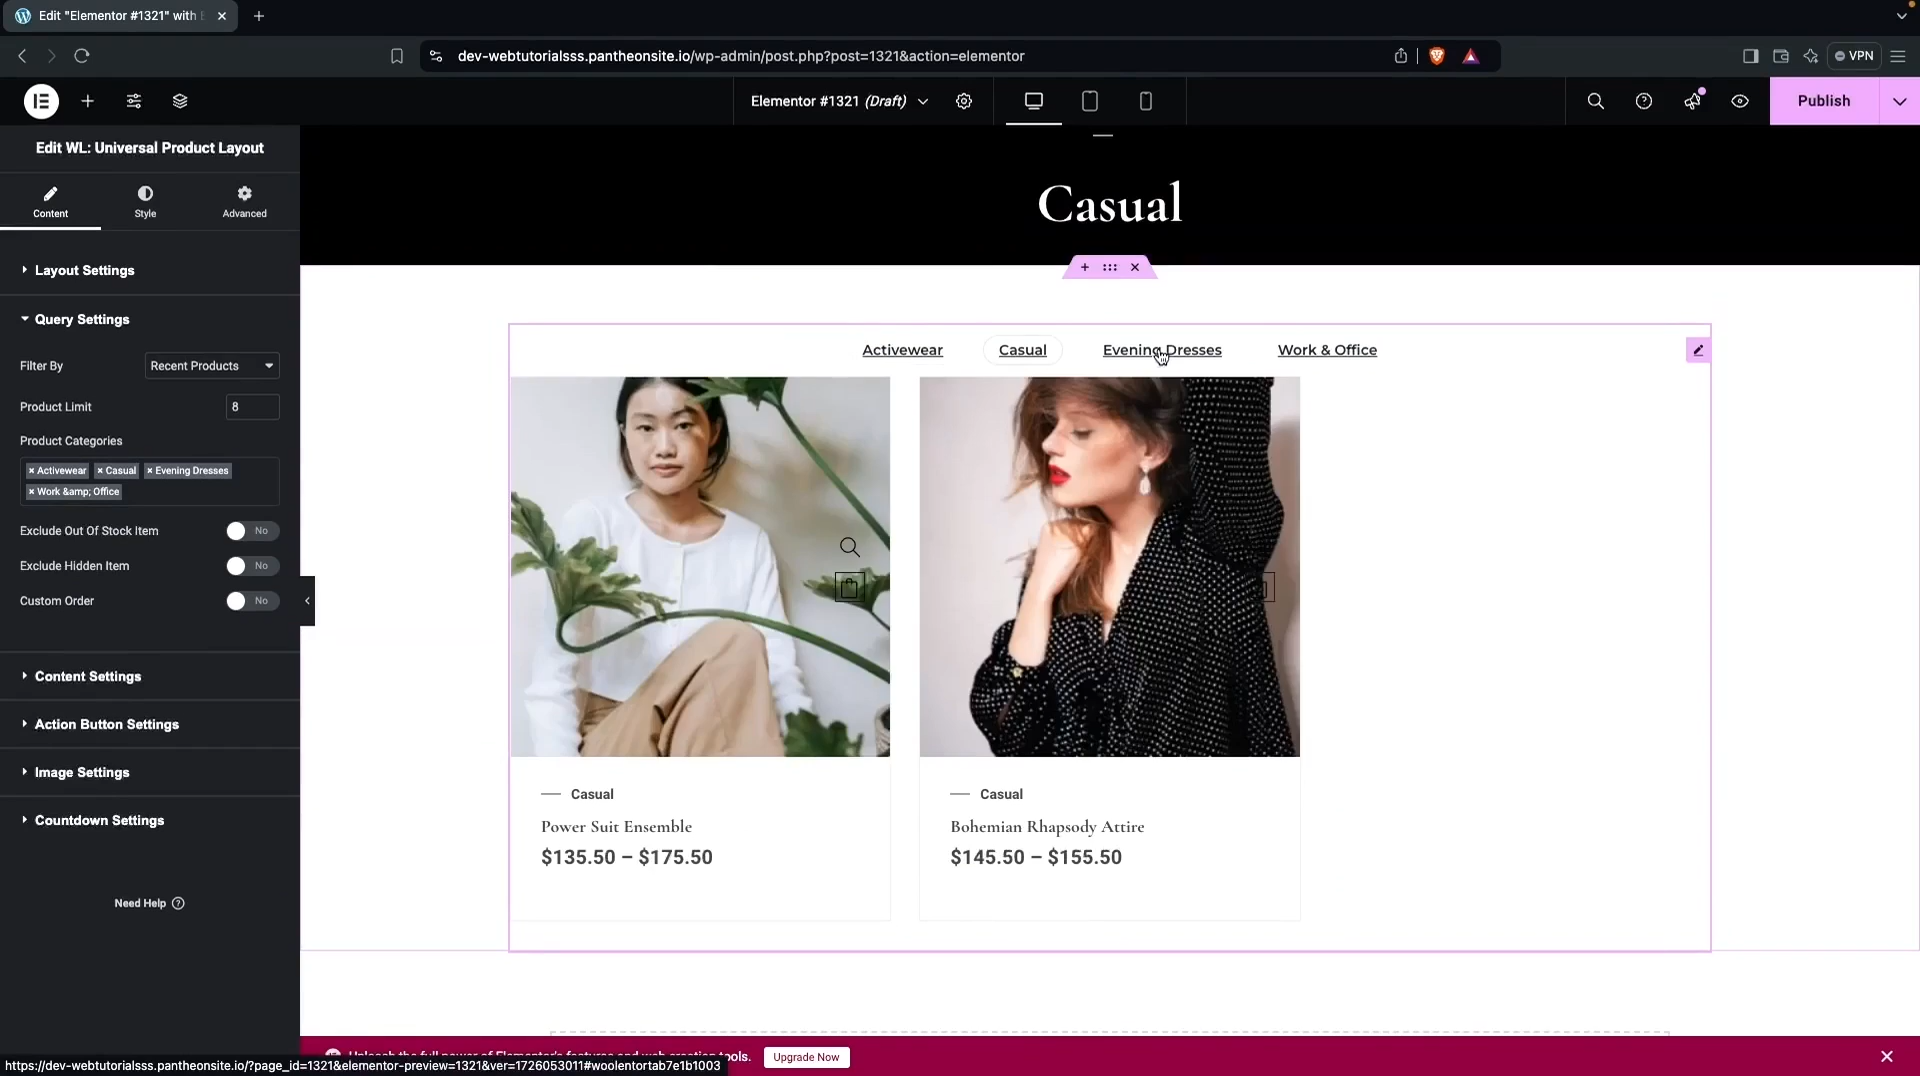 Edit "Elementor #1321" with
dev-webtutorialsss.pantheonsite.io/wp-admin/post.php?post=1321&action=elementor
VPN
Elementor #1321 (Draft)
Publish
Edit WL: Universal Product Layout
Content
Style
Advanced
Layout Settings
Query Settings
Filter By
Recent Products
Product Limit
8
Product Categories
× Activewear × Casual × Evening Dresses
× Work &amp; Office
Exclude Out Of Stock Item
No
Exclude Hidden Item
No
Custom Order
No
Content Settings
Action Button Settings
Image Settings
Countdown Settings
Need Help
Casual
Activewear
Casual
Evening Dresses
Work & Office
Casual
Power Suit Ensemble
$135.50 – $175.50
Casual
Bohemian Rhapsody Attire
$145.50 – $155.50
tools.
Upgrade Now
https://dev-webtutorialsss.pantheonsite.io/?page_id=1321&elementor-preview=1321&ver=1726053011#woolentortab7e1b1003